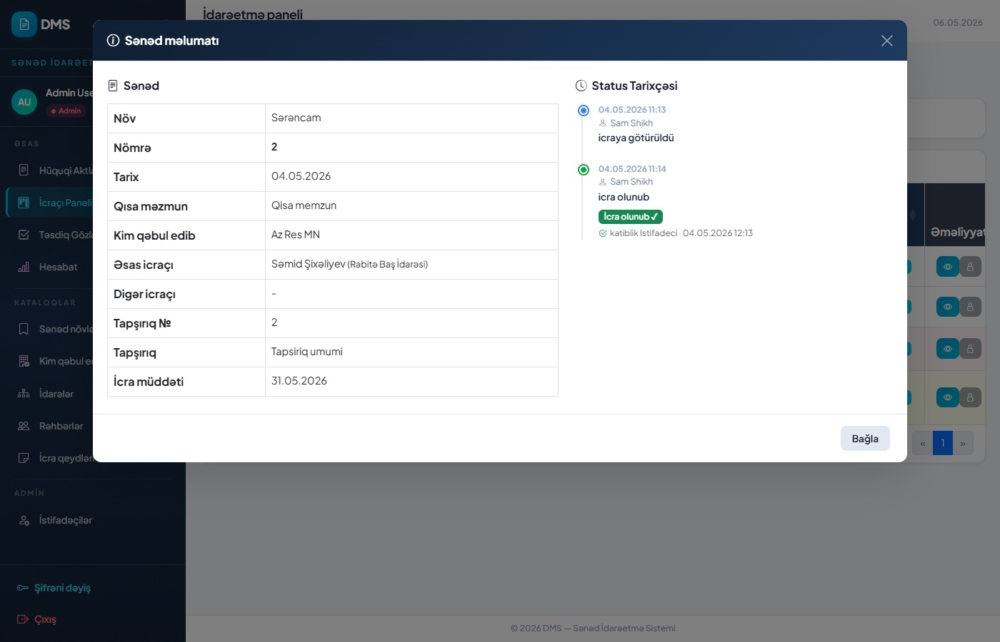 DMS
İdarəetmə paneli
06.05.2026
SƏNƏD İDARƏET
AU
Admin Use
Admin
ƏSAS
Hüquqi Aktla
İcraçı Paneli
Təsdiq Gözlə
Hesabat
KATALOQLAR
Sənəd növlə
Kim qəbul ed
İdarələr
Rəhbərlər
İcra qeydləri
ADMİN
İstifadəçilər
Şifrəni dəyiş
Çıxış
Sənəd məlumatı
Sənəd
Növ Sərəncam
Nömrə 2
Tarix 04.05.2026
Qısa məzmun Qisa memzun
Kim qəbul edib Az Res MN
Əsas icraçı Səmid Şixəliyev (Rabitə Baş İdarəsi)
Digər icraçı -
Tapşırıq № 2
Tapşırıq Tapsiriq umumi
İcra müddəti 31.05.2026
Status Tarixçəsi
04.05.2026 11:13
Sam Shikh
icraya götürüldü
04.05.2026 11:14
Sam Shikh
icra olunub
İcra olunub ✓
katiblik Istifadeci · 04.05.2026 12:13
Bağla
Əməliyyat
« 1 »
© 2026 DMS — Sənəd İdarəetmə Sistemi